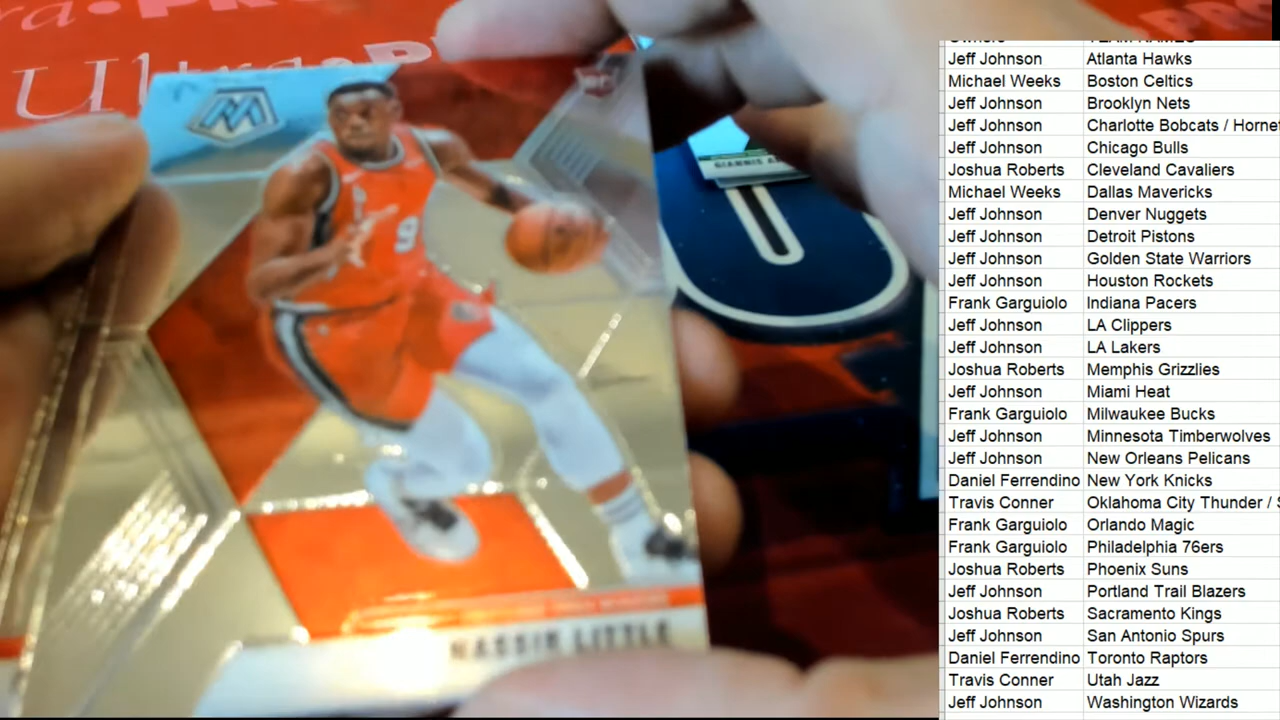 PRO
Ultra-PRO
M
RC
GIANNIS A
9
NASSIR LITTLE
Jeff Johnson Atlanta Hawks
Michael Weeks Boston Celtics
Jeff Johnson Brooklyn Nets
Jeff Johnson Charlotte Bobcats / Hornet
Jeff Johnson Chicago Bulls
Joshua Roberts Cleveland Cavaliers
Michael Weeks Dallas Mavericks
Jeff Johnson Denver Nuggets
Jeff Johnson Detroit Pistons
Jeff Johnson Golden State Warriors
Jeff Johnson Houston Rockets
Frank Garguiolo Indiana Pacers
Jeff Johnson LA Clippers
Jeff Johnson LA Lakers
Joshua Roberts Memphis Grizzlies
Jeff Johnson Miami Heat
Frank Garguiolo Milwaukee Bucks
Jeff Johnson Minnesota Timberwolves
Jeff Johnson New Orleans Pelicans
Daniel Ferrendino New York Knicks
Travis Conner Oklahoma City Thunder / S
Frank Garguiolo Orlando Magic
Frank Garguiolo Philadelphia 76ers
Joshua Roberts Phoenix Suns
Jeff Johnson Portland Trail Blazers
Joshua Roberts Sacramento Kings
Jeff Johnson San Antonio Spurs
Daniel Ferrendino Toronto Raptors
Travis Conner Utah Jazz
Jeff Johnson Washington Wizards